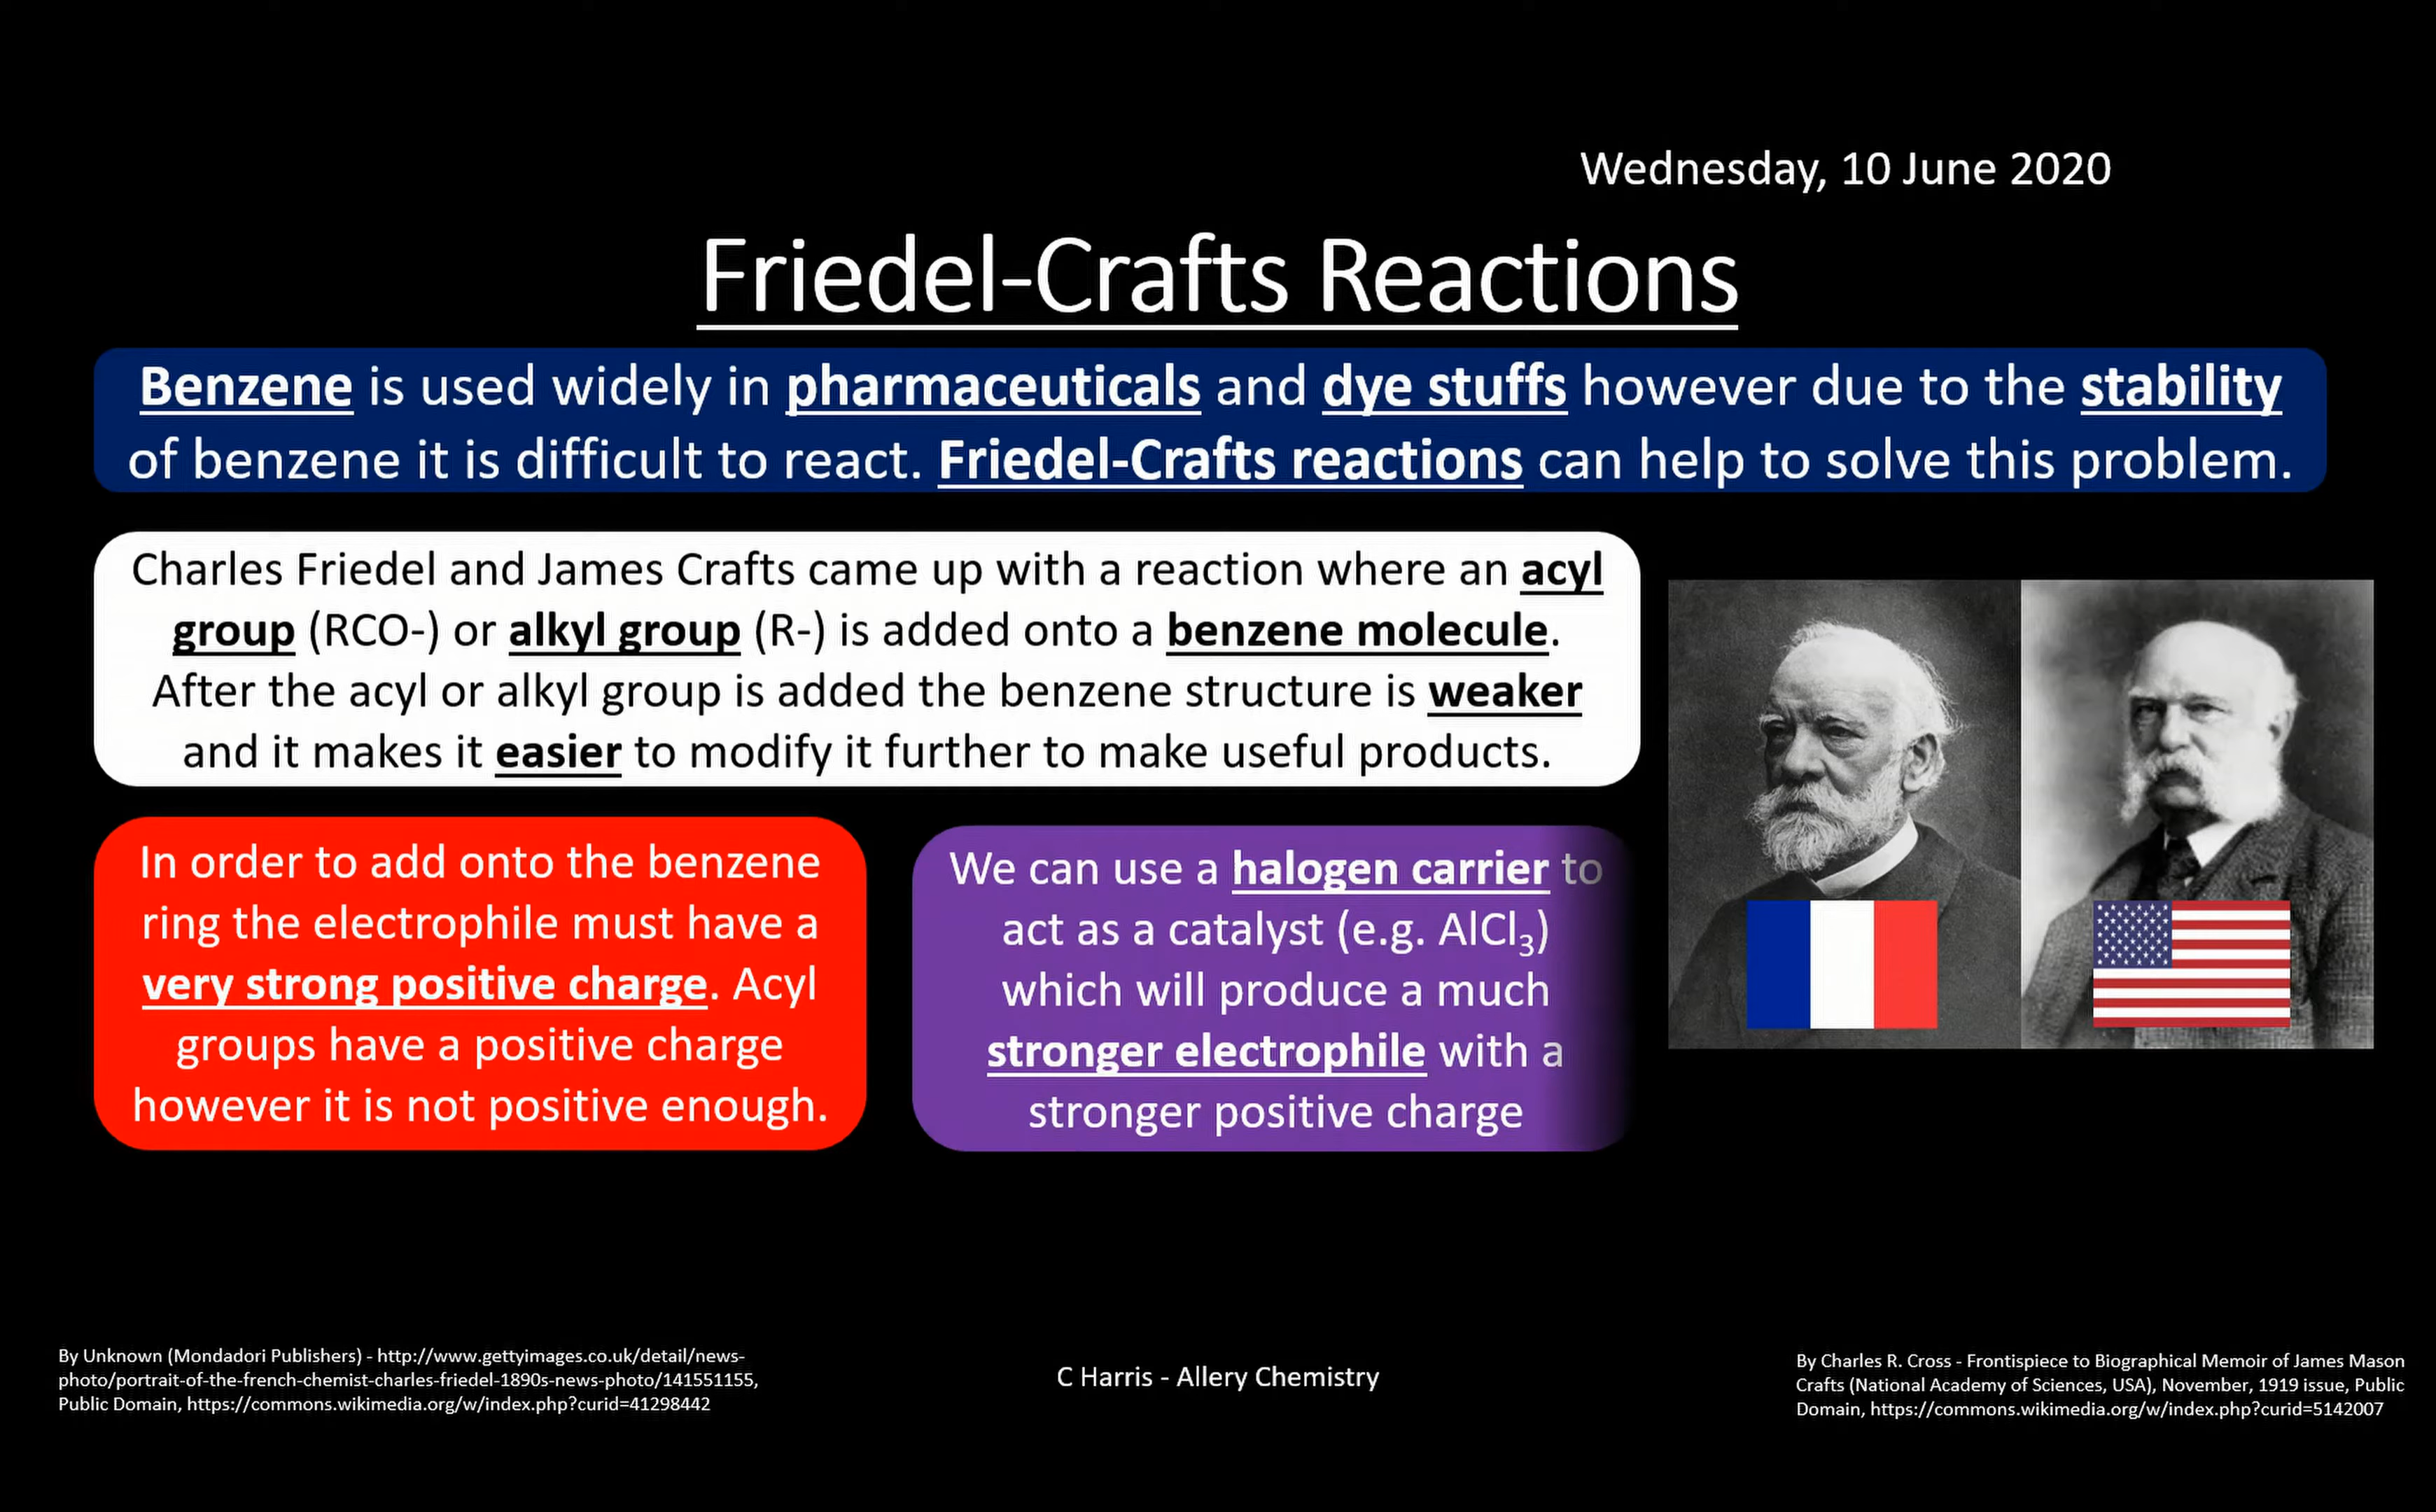 Wednesday, 10 June 2020
Friedel-Crafts Reactions
Benzene is used widely in pharmaceuticals and dye stuffs however due to the stability
of benzene it is difficult to react. Friedel-Crafts reactions can help to solve this problem.
Charles Friedel and James Crafts came up with a reaction where an acyl
group (RCO-) or alkyl group (R-) is added onto a benzene molecule.
After the acyl or alkyl group is added the benzene structure is weaker
and it makes it easier to modify it further to make useful products.
In order to add onto the benzene
ring the electrophile must have a
very strong positive charge. Acyl
groups have a positive charge
however it is not positive enough.
We can use a halogen carrier to
act as a catalyst (e.g. AlCl₃)
which will produce a much
stronger electrophile with a
stronger positive charge
By Unknown (Mondadori Publishers) - http://www.gettyimages.co.uk/detail/news-
photo/portrait-of-the-french-chemist-charles-friedel-1890s-news-photo/141551155,
Public Domain, https://commons.wikimedia.org/w/index.php?curid=41298442
C Harris - Allery Chemistry
By Charles R. Cross - Frontispiece to Biographical Memoir of James Mason
Crafts (National Academy of Sciences, USA), November, 1919 issue, Public
Domain, https://commons.wikimedia.org/w/index.php?curid=5142007